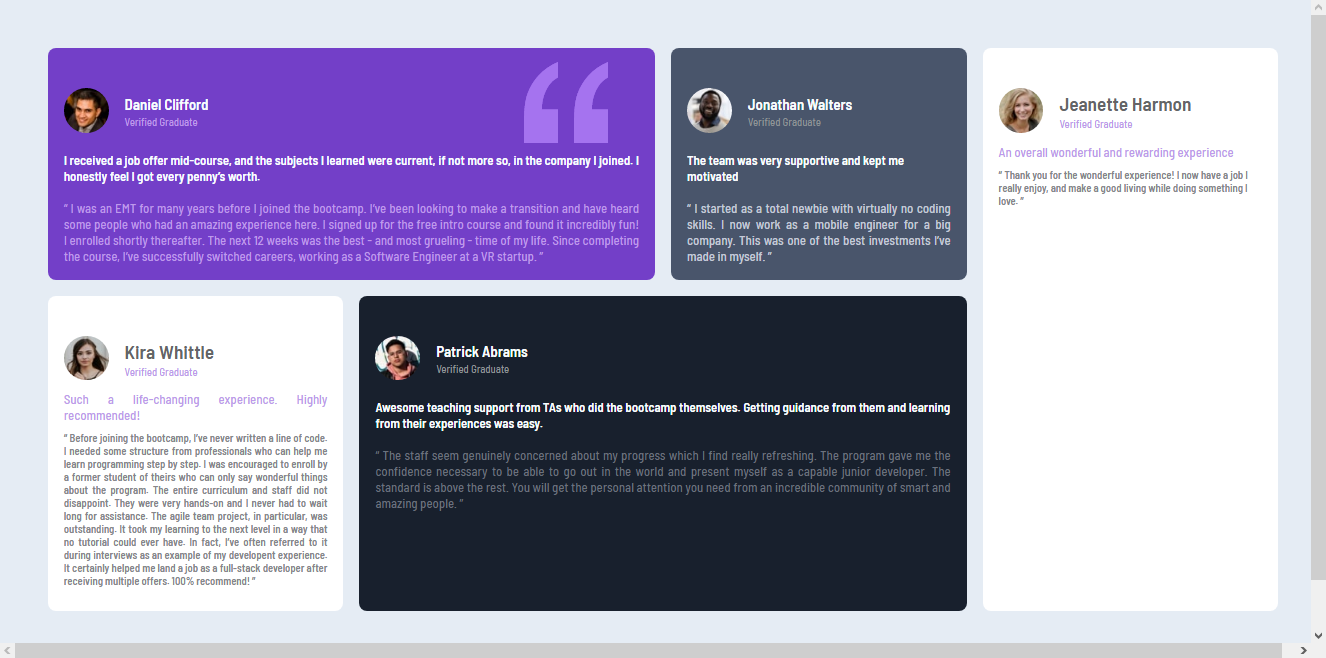 Daniel Clifford
Verified Graduate
I received a job offer mid-course, and the subjects I learned were current, if not more so, in the company I joined. I
honestly feel I got every penny’s worth.
“ I was an EMT for many years before I joined the bootcamp. I’ve been looking to make a transition and have heard
some people who had an amazing experience here. I signed up for the free intro course and found it incredibly fun!
I enrolled shortly thereafter. The next 12 weeks was the best - and most grueling - time of my life. Since completing
the course, I’ve successfully switched careers, working as a Software Engineer at a VR startup. ”
Jonathan Walters
Verified Graduate
The team was very supportive and kept me
motivated
“ I started as a total newbie with virtually no coding
skills. I now work as a mobile engineer for a big
company. This was one of the best investments I’ve
made in myself. ”
Jeanette Harmon
Verified Graduate
An overall wonderful and rewarding experience
“ Thank you for the wonderful experience! I now have a job I
really enjoy, and make a good living while doing something I
love. ”
Kira Whittle
Verified Graduate
Such a life-changing experience. Highly
recommended!
“ Before joining the bootcamp, I’ve never written a line of code.
I needed some structure from professionals who can help me
learn programming step by step. I was encouraged to enroll by
a former student of theirs who can only say wonderful things
about the program. The entire curriculum and staff did not
disappoint. They were very hands-on and I never had to wait
long for assistance. The agile team project, in particular, was
outstanding. It took my learning to the next level in a way that
no tutorial could ever have. In fact, I’ve often referred to it
during interviews as an example of my developent experience.
It certainly helped me land a job as a full-stack developer after
receiving multiple offers. 100% recommend! ”
Patrick Abrams
Verified Graduate
Awesome teaching support from TAs who did the bootcamp themselves. Getting guidance from them and learning
from their experiences was easy.
“ The staff seem genuinely concerned about my progress which I find really refreshing. The program gave me the
confidence necessary to be able to go out in the world and present myself as a capable junior developer. The
standard is above the rest. You will get the personal attention you need from an incredible community of smart and
amazing people. ”